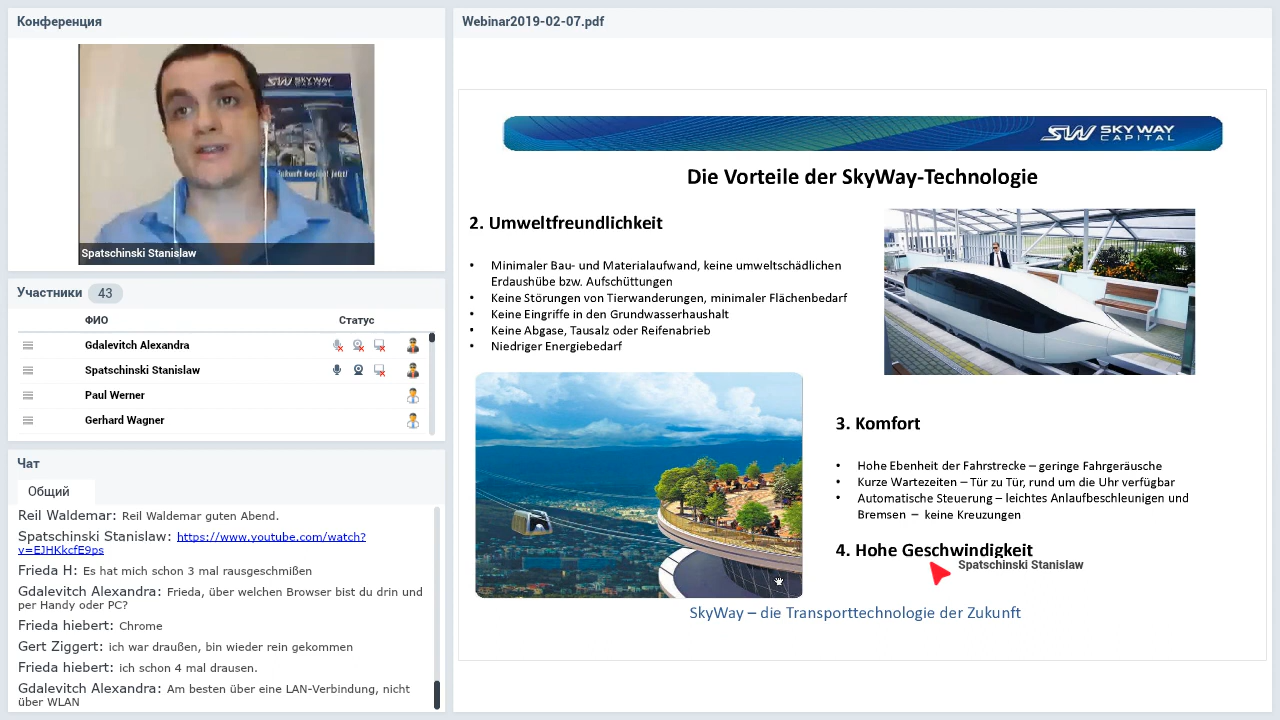 Конференция
SW SKY WAY
CAPITAL
Zukunft beginnt jetzt!
Spatschinski Stanislaw
Участники 43
ФИО Статус
Gdalevitch Alexandra
Spatschinski Stanislaw
Paul Werner
Gerhard Wagner
Чат
Общий
Reil Waldemar: Reil Waldemar guten Abend.
Spatschinski Stanislaw: https://www.youtube.com/watch?
v=EJHKkcfE9ps
Frieda H: Es hat mich schon 3 mal rausgeschmißen
Gdalevitch Alexandra: Frieda, über welchen Browser bist du drin und
per Handy oder PC?
Frieda hiebert: Chrome
Gert Ziggert: ich war draußen, bin wieder rein gekommen
Frieda hiebert: ich schon 4 mal drausen.
Gdalevitch Alexandra: Am besten über eine LAN-Verbindung, nicht
über WLAN
Webinar2019-02-07.pdf
SW SKY WAY
CAPITAL
Die Vorteile der SkyWay-Technologie
2. Umweltfreundlichkeit
• Minimaler Bau- und Materialaufwand, keine umweltschädlichen
Erdaushübe bzw. Aufschüttungen
• Keine Störungen von Tierwanderungen, minimaler Flächenbedarf
• Keine Eingriffe in den Grundwasserhaushalt
• Keine Abgase, Tausalz oder Reifenabrieb
• Niedriger Energiebedarf
3. Komfort
• Hohe Ebenheit der Fahrstrecke – geringe Fahrgeräusche
• Kurze Wartezeiten – Tür zu Tür, rund um die Uhr verfügbar
• Automatische Steuerung – leichtes Anlaufbeschleunigen und
Bremsen – keine Kreuzungen
4. Hohe Geschwindigkeit
Spatschinski Stanislaw
SkyWay – die Transporttechnologie der Zukunft